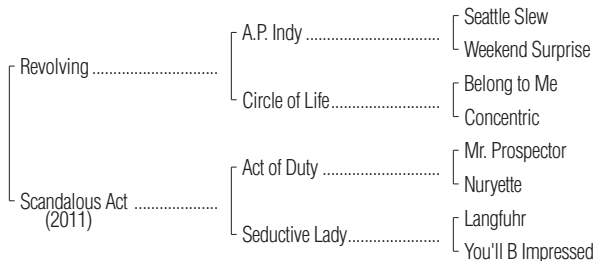 Seattle Slew
A.P. Indy ................................
Weekend Surprise
Revolving ..............................
Belong to Me
Circle of Life..........................
Concentric
Mr. Prospector
Act of Duty ............................
Nuryette
Scandalous Act ....................
(2011)
Langfuhr
Seductive Lady......................
You'll B Impressed